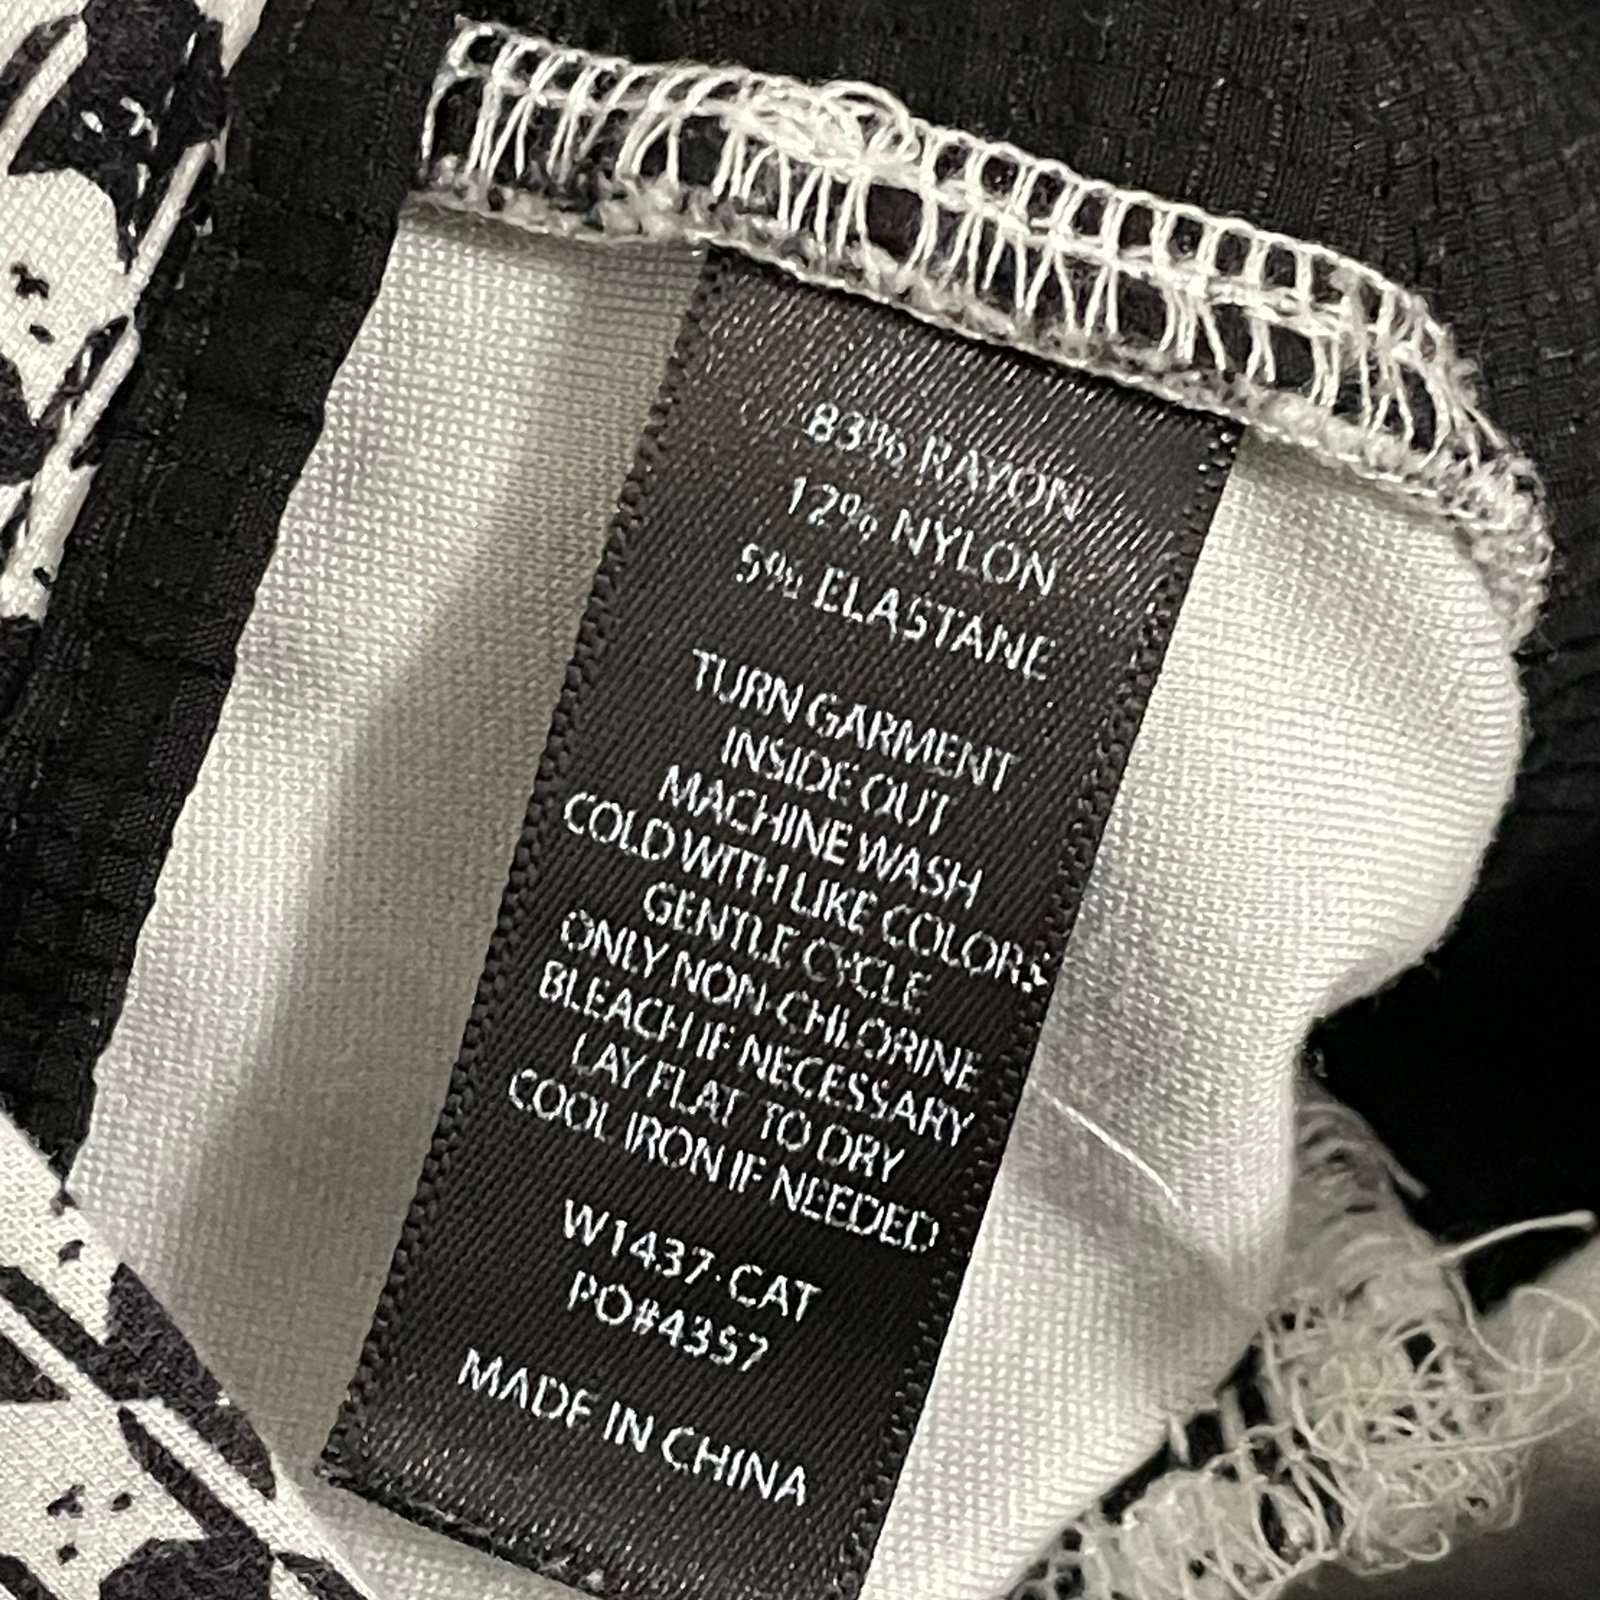 83% RAYON
12% NYLON
5% ELASTANE
TURN GARMENT
INSIDE OUT
MACHINE WASH
COLD WITH LIKE COLORS
GENTLE CYCLE
ONLY NON-CHLORINE
BLEACH IF NECESSARY
LAY FLAT TO DRY
COOL IRON IF NEEDED
W1437-CAT
PO#4357
MADE IN CHINA